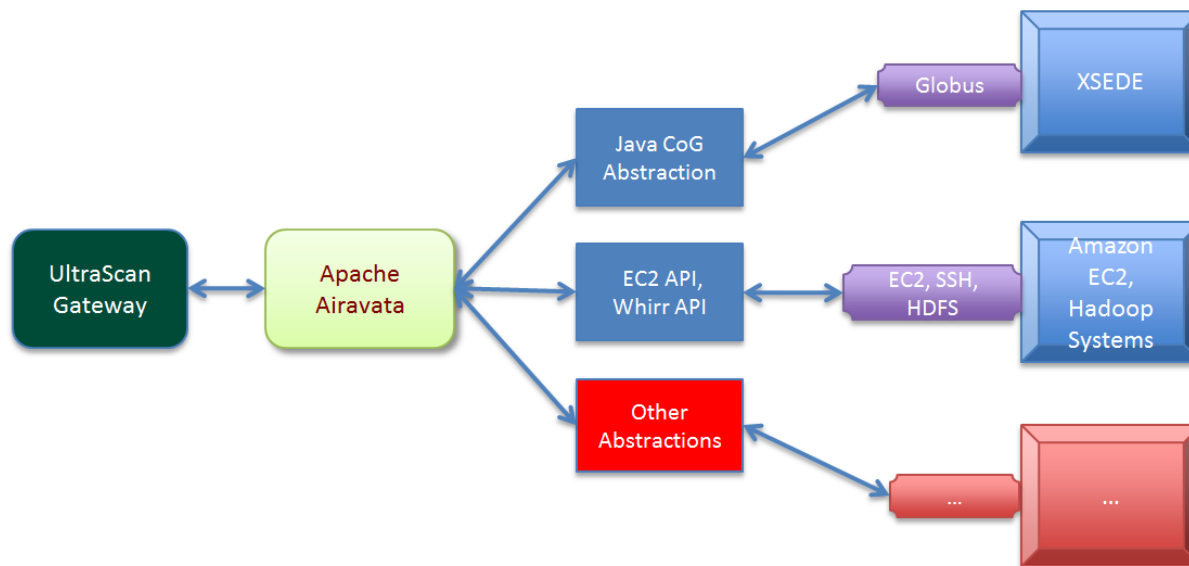 UltraScan
Gateway
Apache
Airavata
Java CoG
Abstraction
Globus
XSEDE
EC2 API,
Whirr API
EC2, SSH,
HDFS
Amazon
EC2,
Hadoop
Systems
Other
Abstractions
...
...